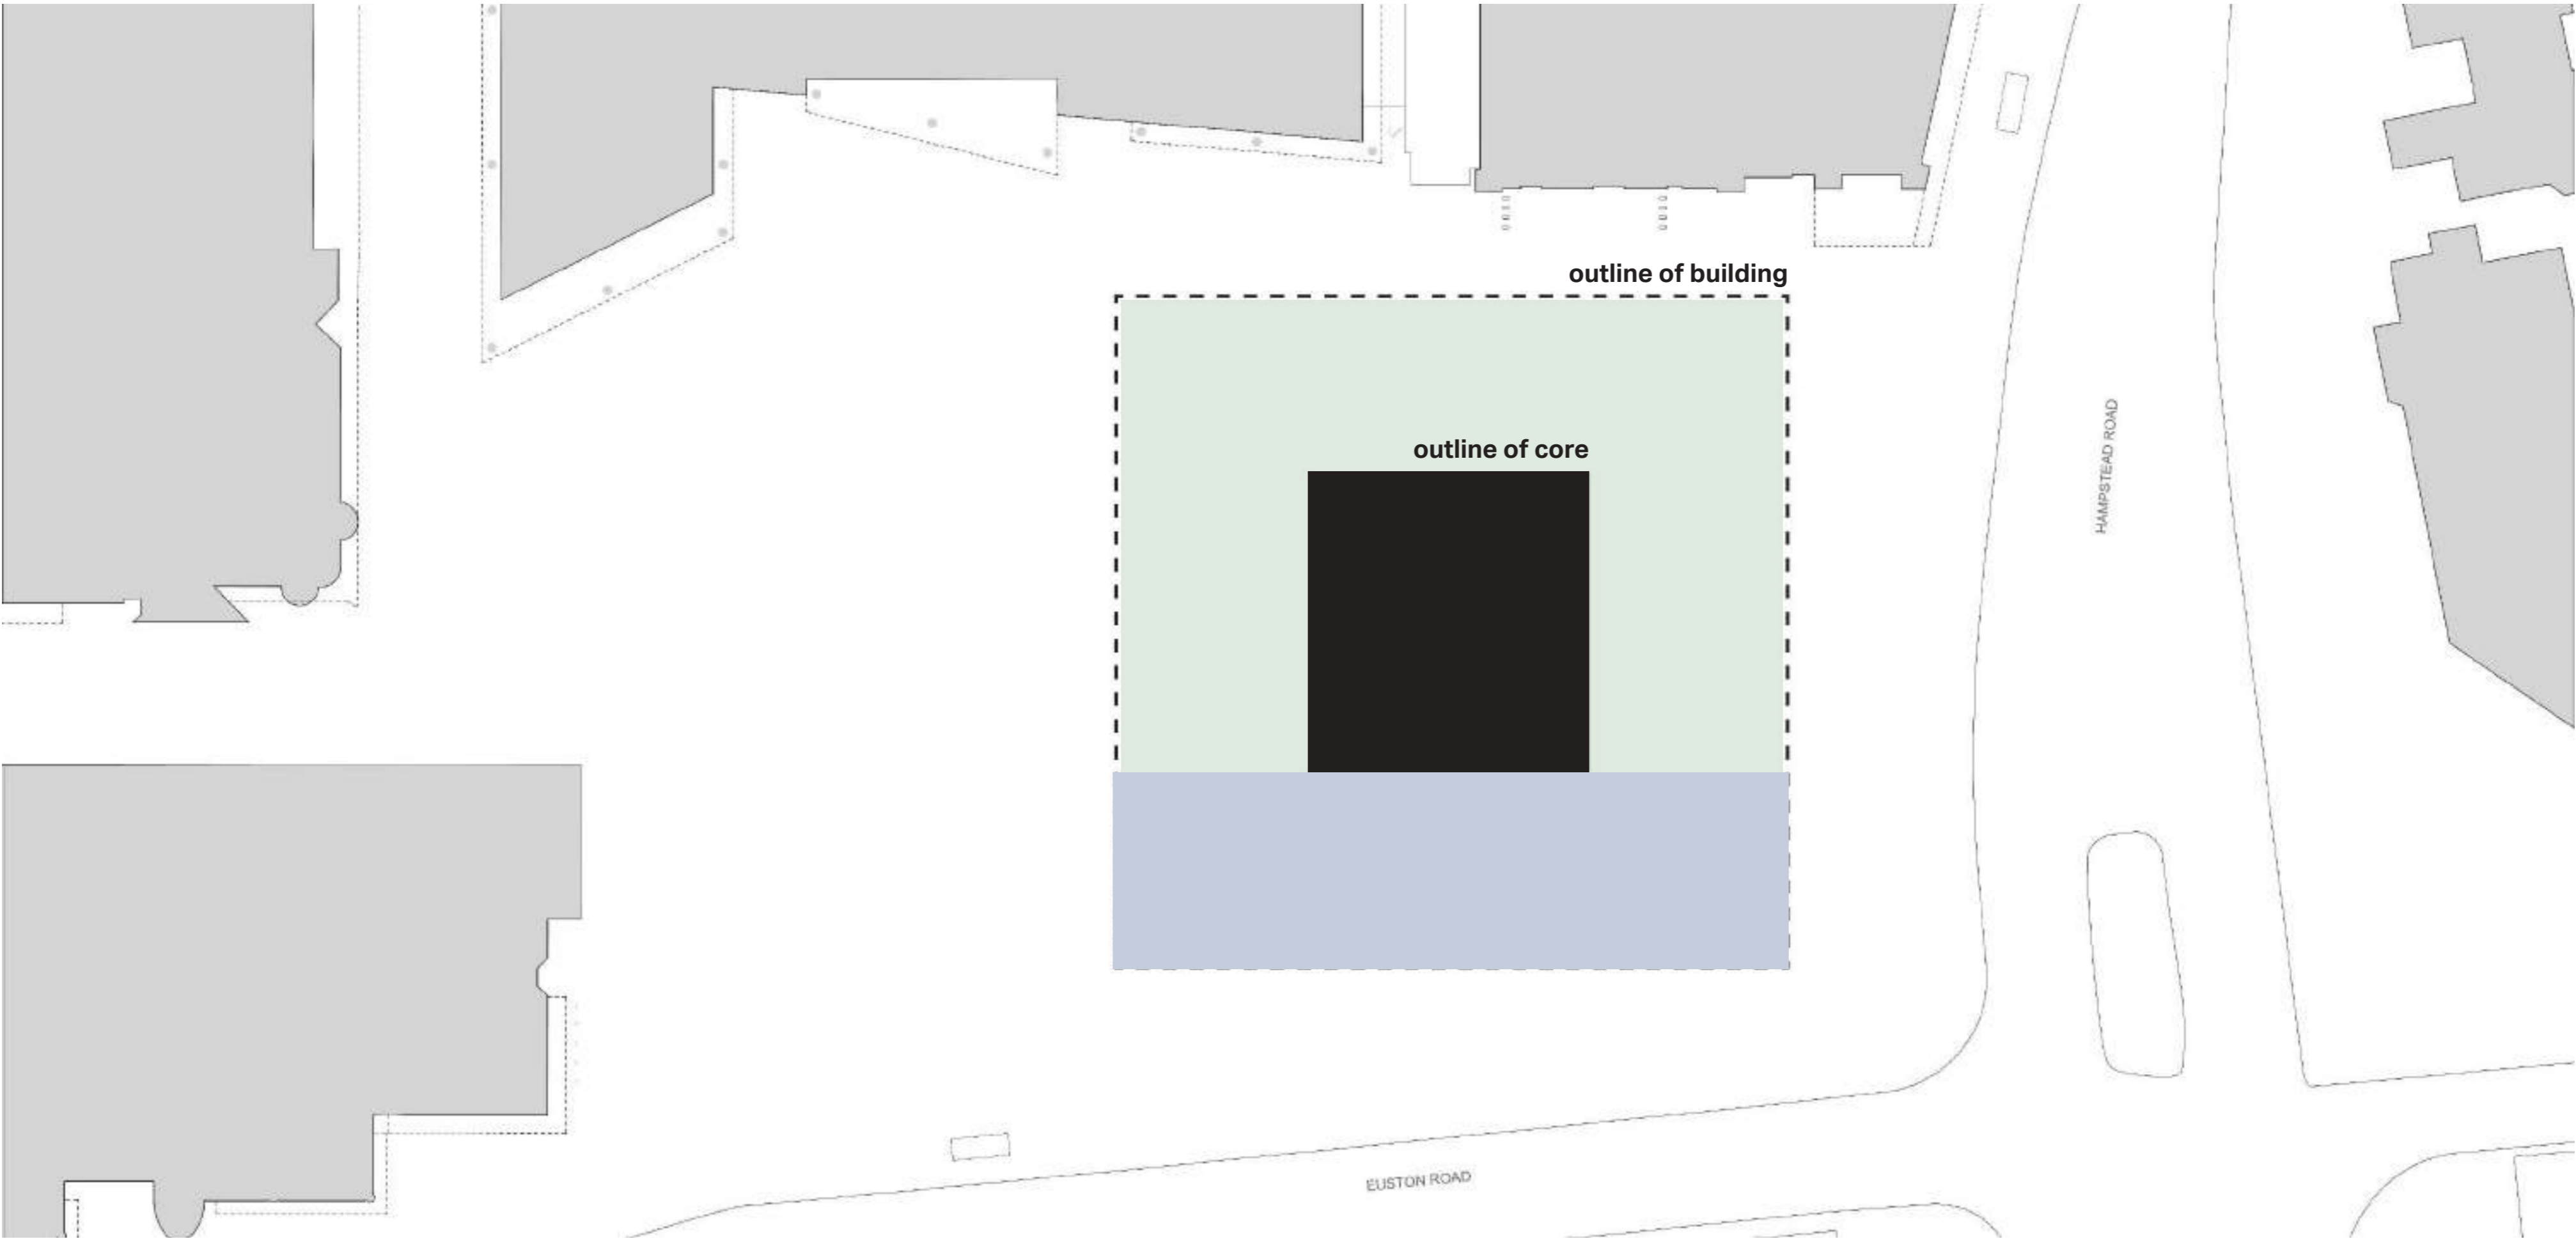 outline of building
outline of core
HAMPSTEAD ROAD
EUSTON ROAD